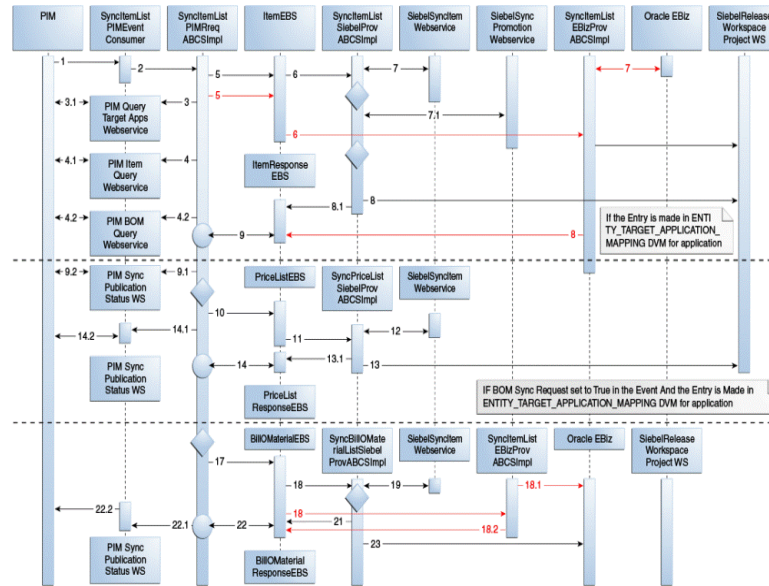 PIM
SyncItemList
PIMEvent
Consumer
SyncItemList
PIMRreq
ABCSImpl
ItemEBS
SyncItemList
SiebelProv
ABCSImpl
SiebelSyncItem
Webservice
SiebelSync
Promotion
Webservice
SyncItemList
EBizProv
ABCSImpl
Oracle EBiz
SiebelRelease
Workspace
Project WS
1
2
5
6
7
7
3.1
PIM Query
Target Apps
Webservice
3
5
7.1
6
4.1
PIM Item
Query
Webservice
4
ItemResponse
EBS
8
8.1
4.2
PIM BOM
Query
Webservice
4.2
9
8
If the Entry is made in ENTI
TY_TARGET_APPLICATION_
MAPPING DVM for application
9.2
PIM Sync
Publication
Status WS
9.1
PriceListEBS
SyncPriceList
SiebelProv
ABCSImpl
SiebelSyncItem
Webservice
10
14.2
14.1
11
12
13.1
PIM Sync
Publication
Status WS
14
13
PriceList
ResponseEBS
IF BOM Sync Request set to True in the Event And the Entry is Made in
ENTITY_TARGET_APPLICATION_MAPPING DVM for application
BillOMaterialEBS
SyncBillOMate
rialListSiebel
ProvABCSImpl
SiebelSyncItem
Webservice
SyncItemList
EBizProv
ABCSImpl
Oracle EBiz
SiebelRelease
Workspace
Project WS
17
18
19
18.1
22.2
18
21
22.1
22
18.2
PIM Sync
Publication
Status WS
23
BillOMaterial
ResponseEBS